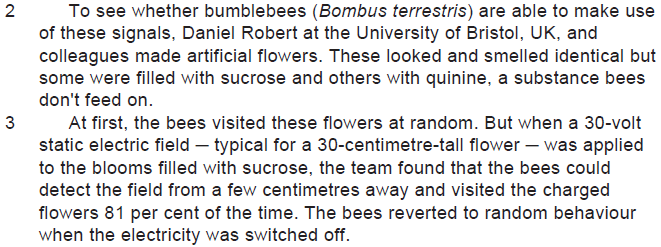 2 To see whether bumblebees (Bombus terrestris) are able to make use
of these signals, Daniel Robert at the University of Bristol, UK, and
colleagues made artificial flowers. These looked and smelled identical but
some were filled with sucrose and others with quinine, a substance bees
don't feed on.
3 At first, the bees visited these flowers at random. But when a 30-volt
static electric field — typical for a 30-centimetre-tall flower — was applied
to the blooms filled with sucrose, the team found that the bees could
detect the field from a few centimetres away and visited the charged
flowers 81 per cent of the time. The bees reverted to random behaviour
when the electricity was switched off.